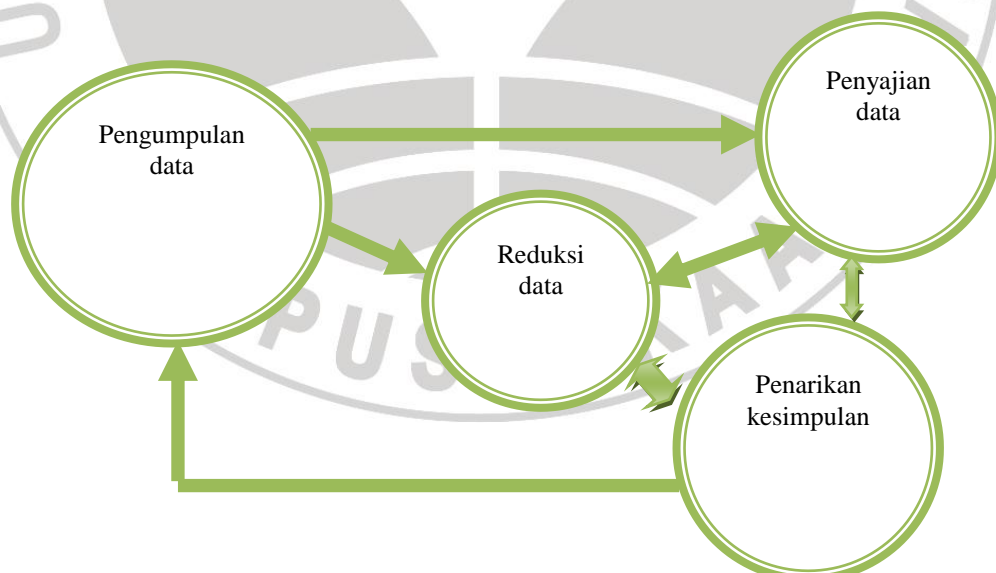 Pengumpulan
data
Penyajian
data
Reduksi
data
Penarikan
kesimpulan